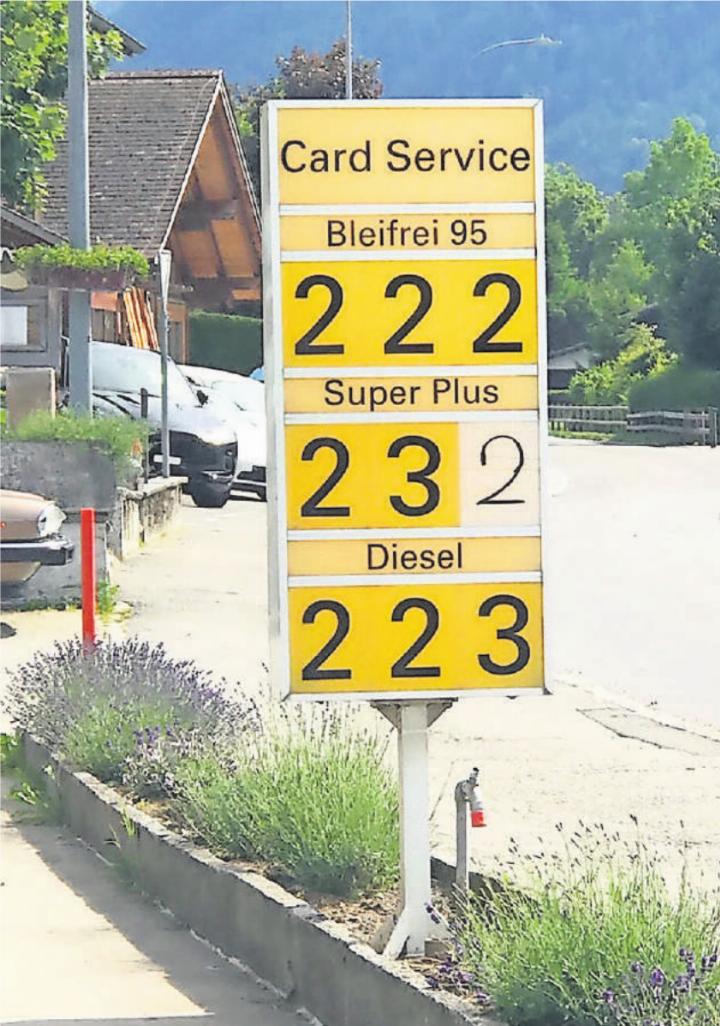 Card Service
Bleifrei 95
2 2 2
Super Plus
2 3 2
Diesel
2 2 3